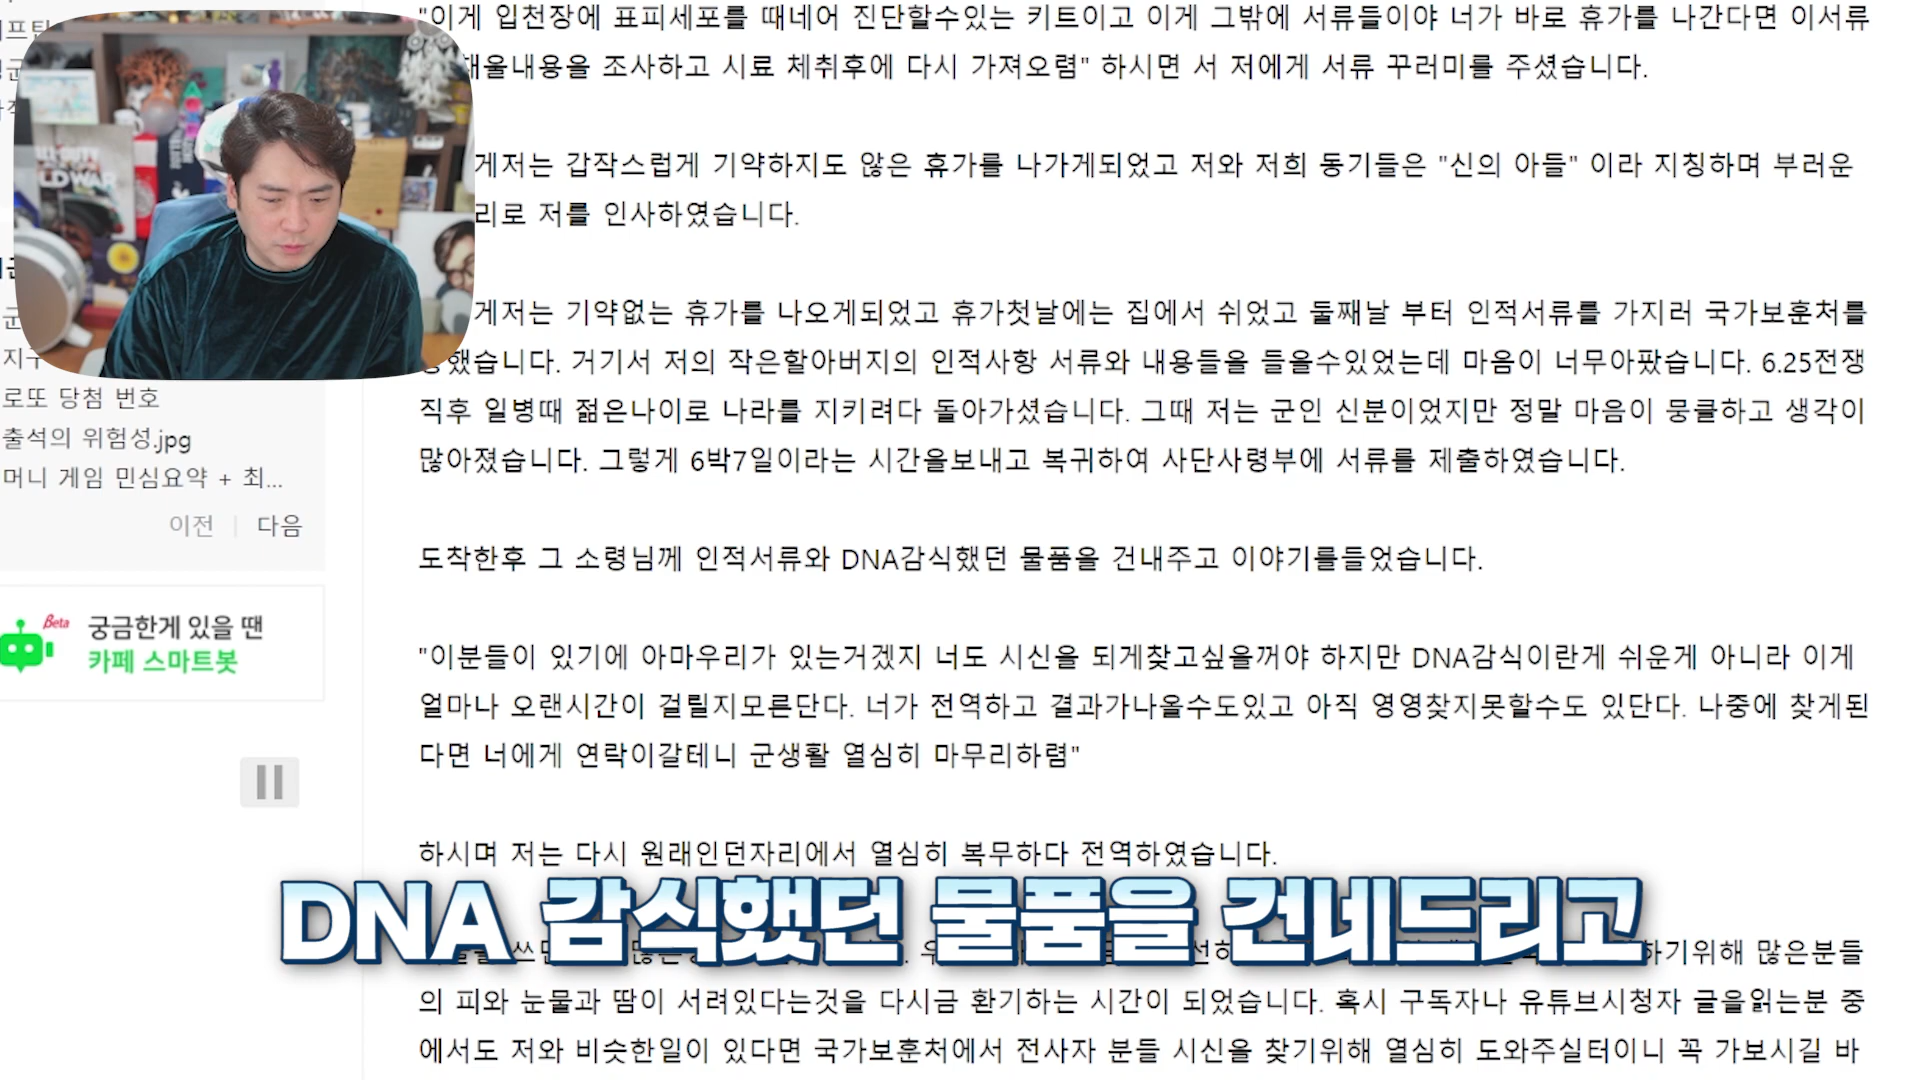 "이게 입천장에 표피세포를 때네어 진단할수있는 키트이고 이게 그밖에 서류들이야 너가 바로 휴가를 나간다면 이서류
채울내용을 조사하고 시료 체취후에 다시 가져오렴" 하시면 서 저에게 서류 꾸러미를 주셨습니다.
게저는 갑작스럽게 기약하지도 않은 휴가를 나가게되었고 저와 저희 동기들은 "신의 아들" 이라 지칭하며 부러운
리로 저를 인사하였습니다.
게저는 기약없는 휴가를 나오게되었고 휴가첫날에는 집에서 쉬었고 둘째날 부터 인적서류를 가지러 국가보훈처를
했습니다. 거기서 저의 작은할아버지의 인적사항 서류와 내용들을 들을수있었는데 마음이 너무아팠습니다. 6.25전쟁
직후 일병때 젊은나이로 나라를 지키려다 돌아가셨습니다. 그때 저는 군인 신분이었지만 정말 마음이 뭉클하고 생각이
많아졌습니다. 그렇게 6박7일이라는 시간을보내고 복귀하여 사단사령부에 서류를 제출하였습니다.
도착한후 그 소령님께 인적서류와 DNA감식했던 물품을 건내주고 이야기를들었습니다.
"이분들이 있기에 아마우리가 있는거겠지 너도 시신을 되게찾고싶을꺼야 하지만 DNA감식이란게 쉬운게 아니라 이게
얼마나 오랜시간이 걸릴지모른단다. 너가 전역하고 결과가나올수도있고 아직 영영찾지못할수도 있단다. 나중에 찾게된
다면 너에게 연락이갈테니 군생활 열심히 마무리하렴"
하시며 저는 다시 원래인던자리에서 열심히 복무하다 전역하였습니다.
하기위해 많은분들
의 피와 눈물과 땀이 서려있다는것을 다시금 환기하는 시간이 되었습니다. 혹시 구독자나 유튜브시청자 글을읽는분 중
에서도 저와 비슷한일이 있다면 국가보훈처에서 전사자 분들 시신을 찾기위해 열심히 도와주실터이니 꼭 가보시길 바
로또 당첨 번호
출석의 위험성.jpg
머니 게임 민심요약 + 최...
이전 | 다음
Beta
궁금한게 있을 땐
카페 스마트봇
DNA 감식했던 물품을 건네드리고